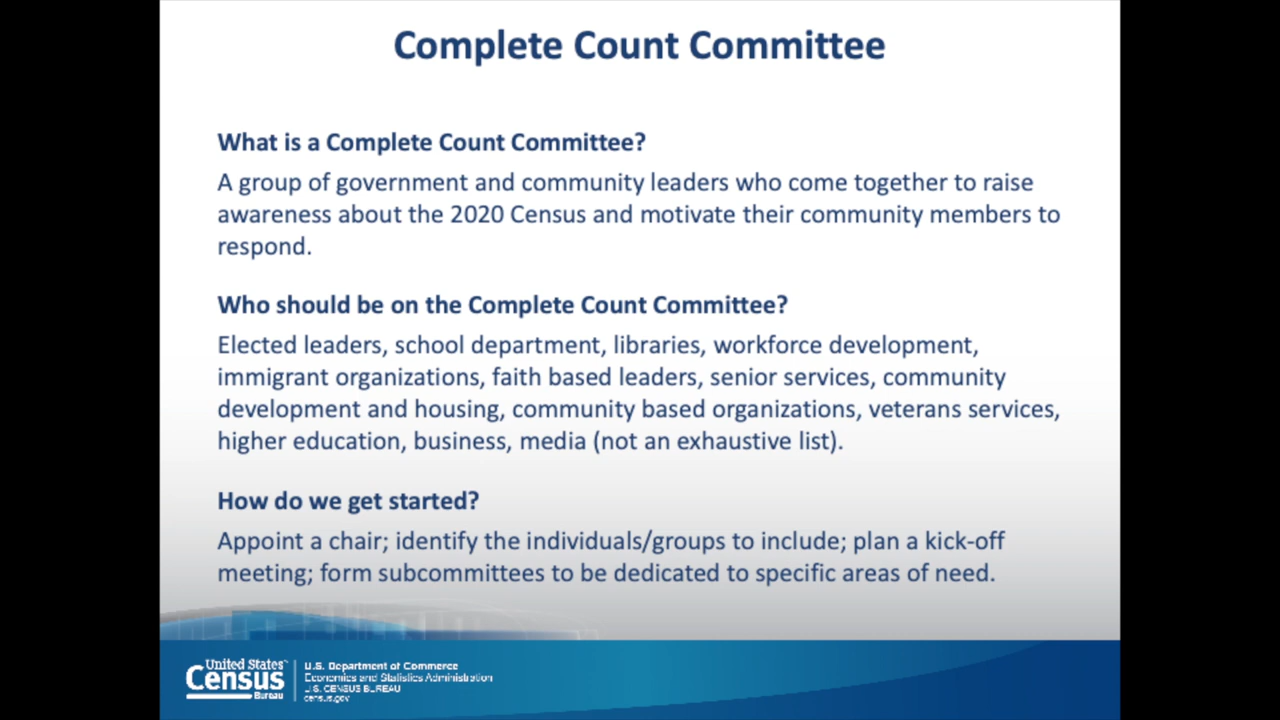 Complete Count Committee
What is a Complete Count Committee?
A group of government and community leaders who come together to raise
awareness about the 2020 Census and motivate their community members to
respond.
Who should be on the Complete Count Committee?
Elected leaders, school department, libraries, workforce development,
immigrant organizations, faith based leaders, senior services, community
development and housing, community based organizations, veterans services,
higher education, business, media (not an exhaustive list).
How do we get started?
Appoint a chair; identify the individuals/groups to include; plan a kick-off
meeting; form subcommittees to be dedicated to specific areas of need.
United States
Census
Bureau
U.S. Department of Commerce
Economics and Statistics Administration
U.S. CENSUS BUREAU
census.gov